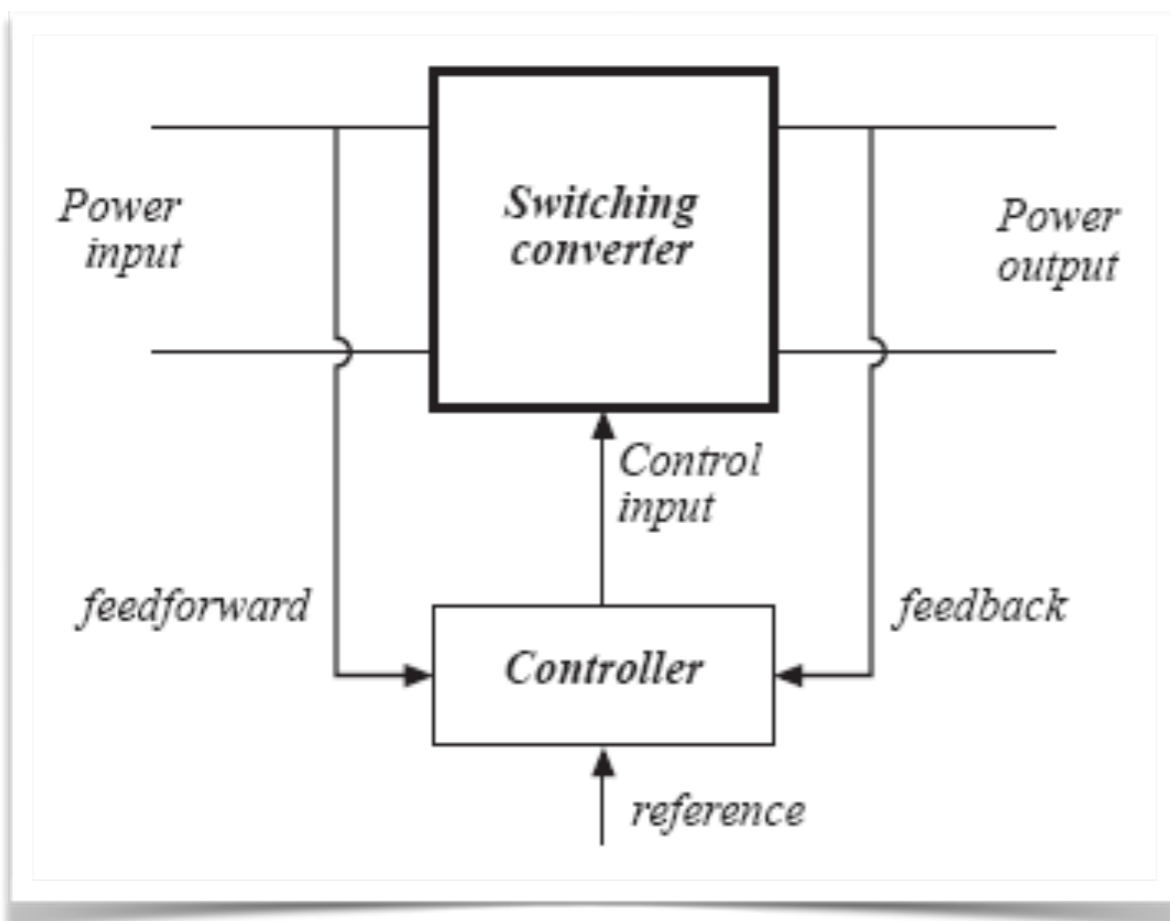 Switching
converter
Power
input
Power
output
Control
input
feedforward
feedback
Controller
reference